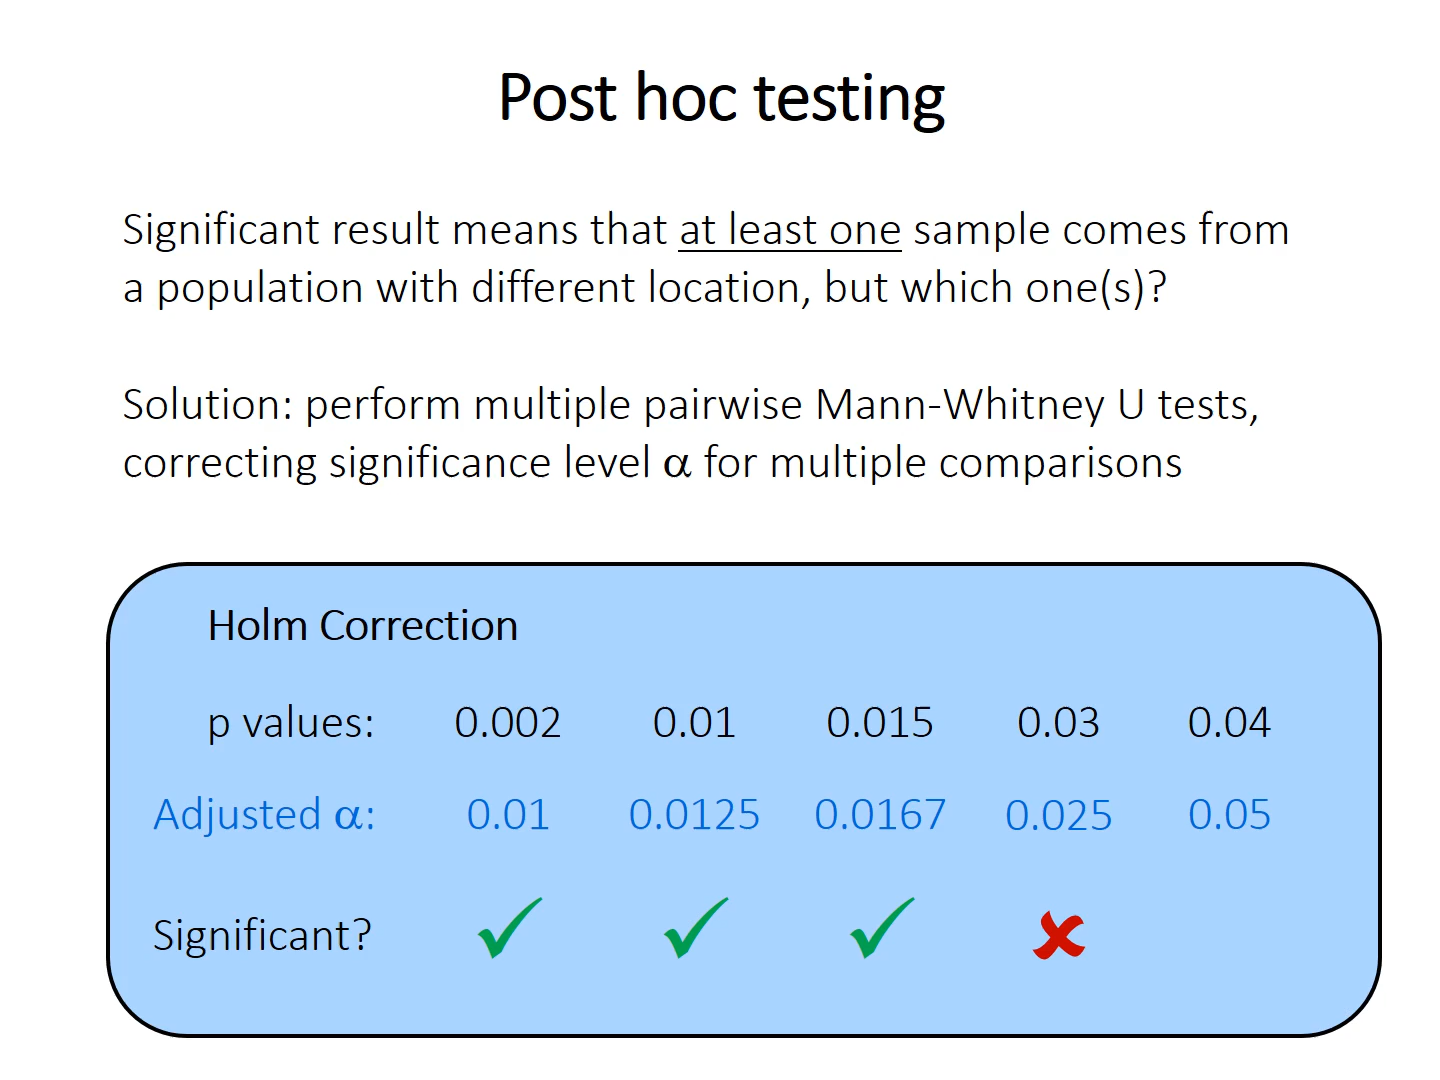 Post hoc testing
Significant result means that at least one sample comes from
a population with different location, but which one(s)?
Solution: perform multiple pairwise Mann-Whitney U tests,
correcting significance level α for multiple comparisons
Holm Correction
p values: 0.002 0.01 0.015 0.03 0.04
Adjusted α: 0.01 0.0125 0.0167 0.025 0.05
Significant? ✓ ✓ ✓ ✘